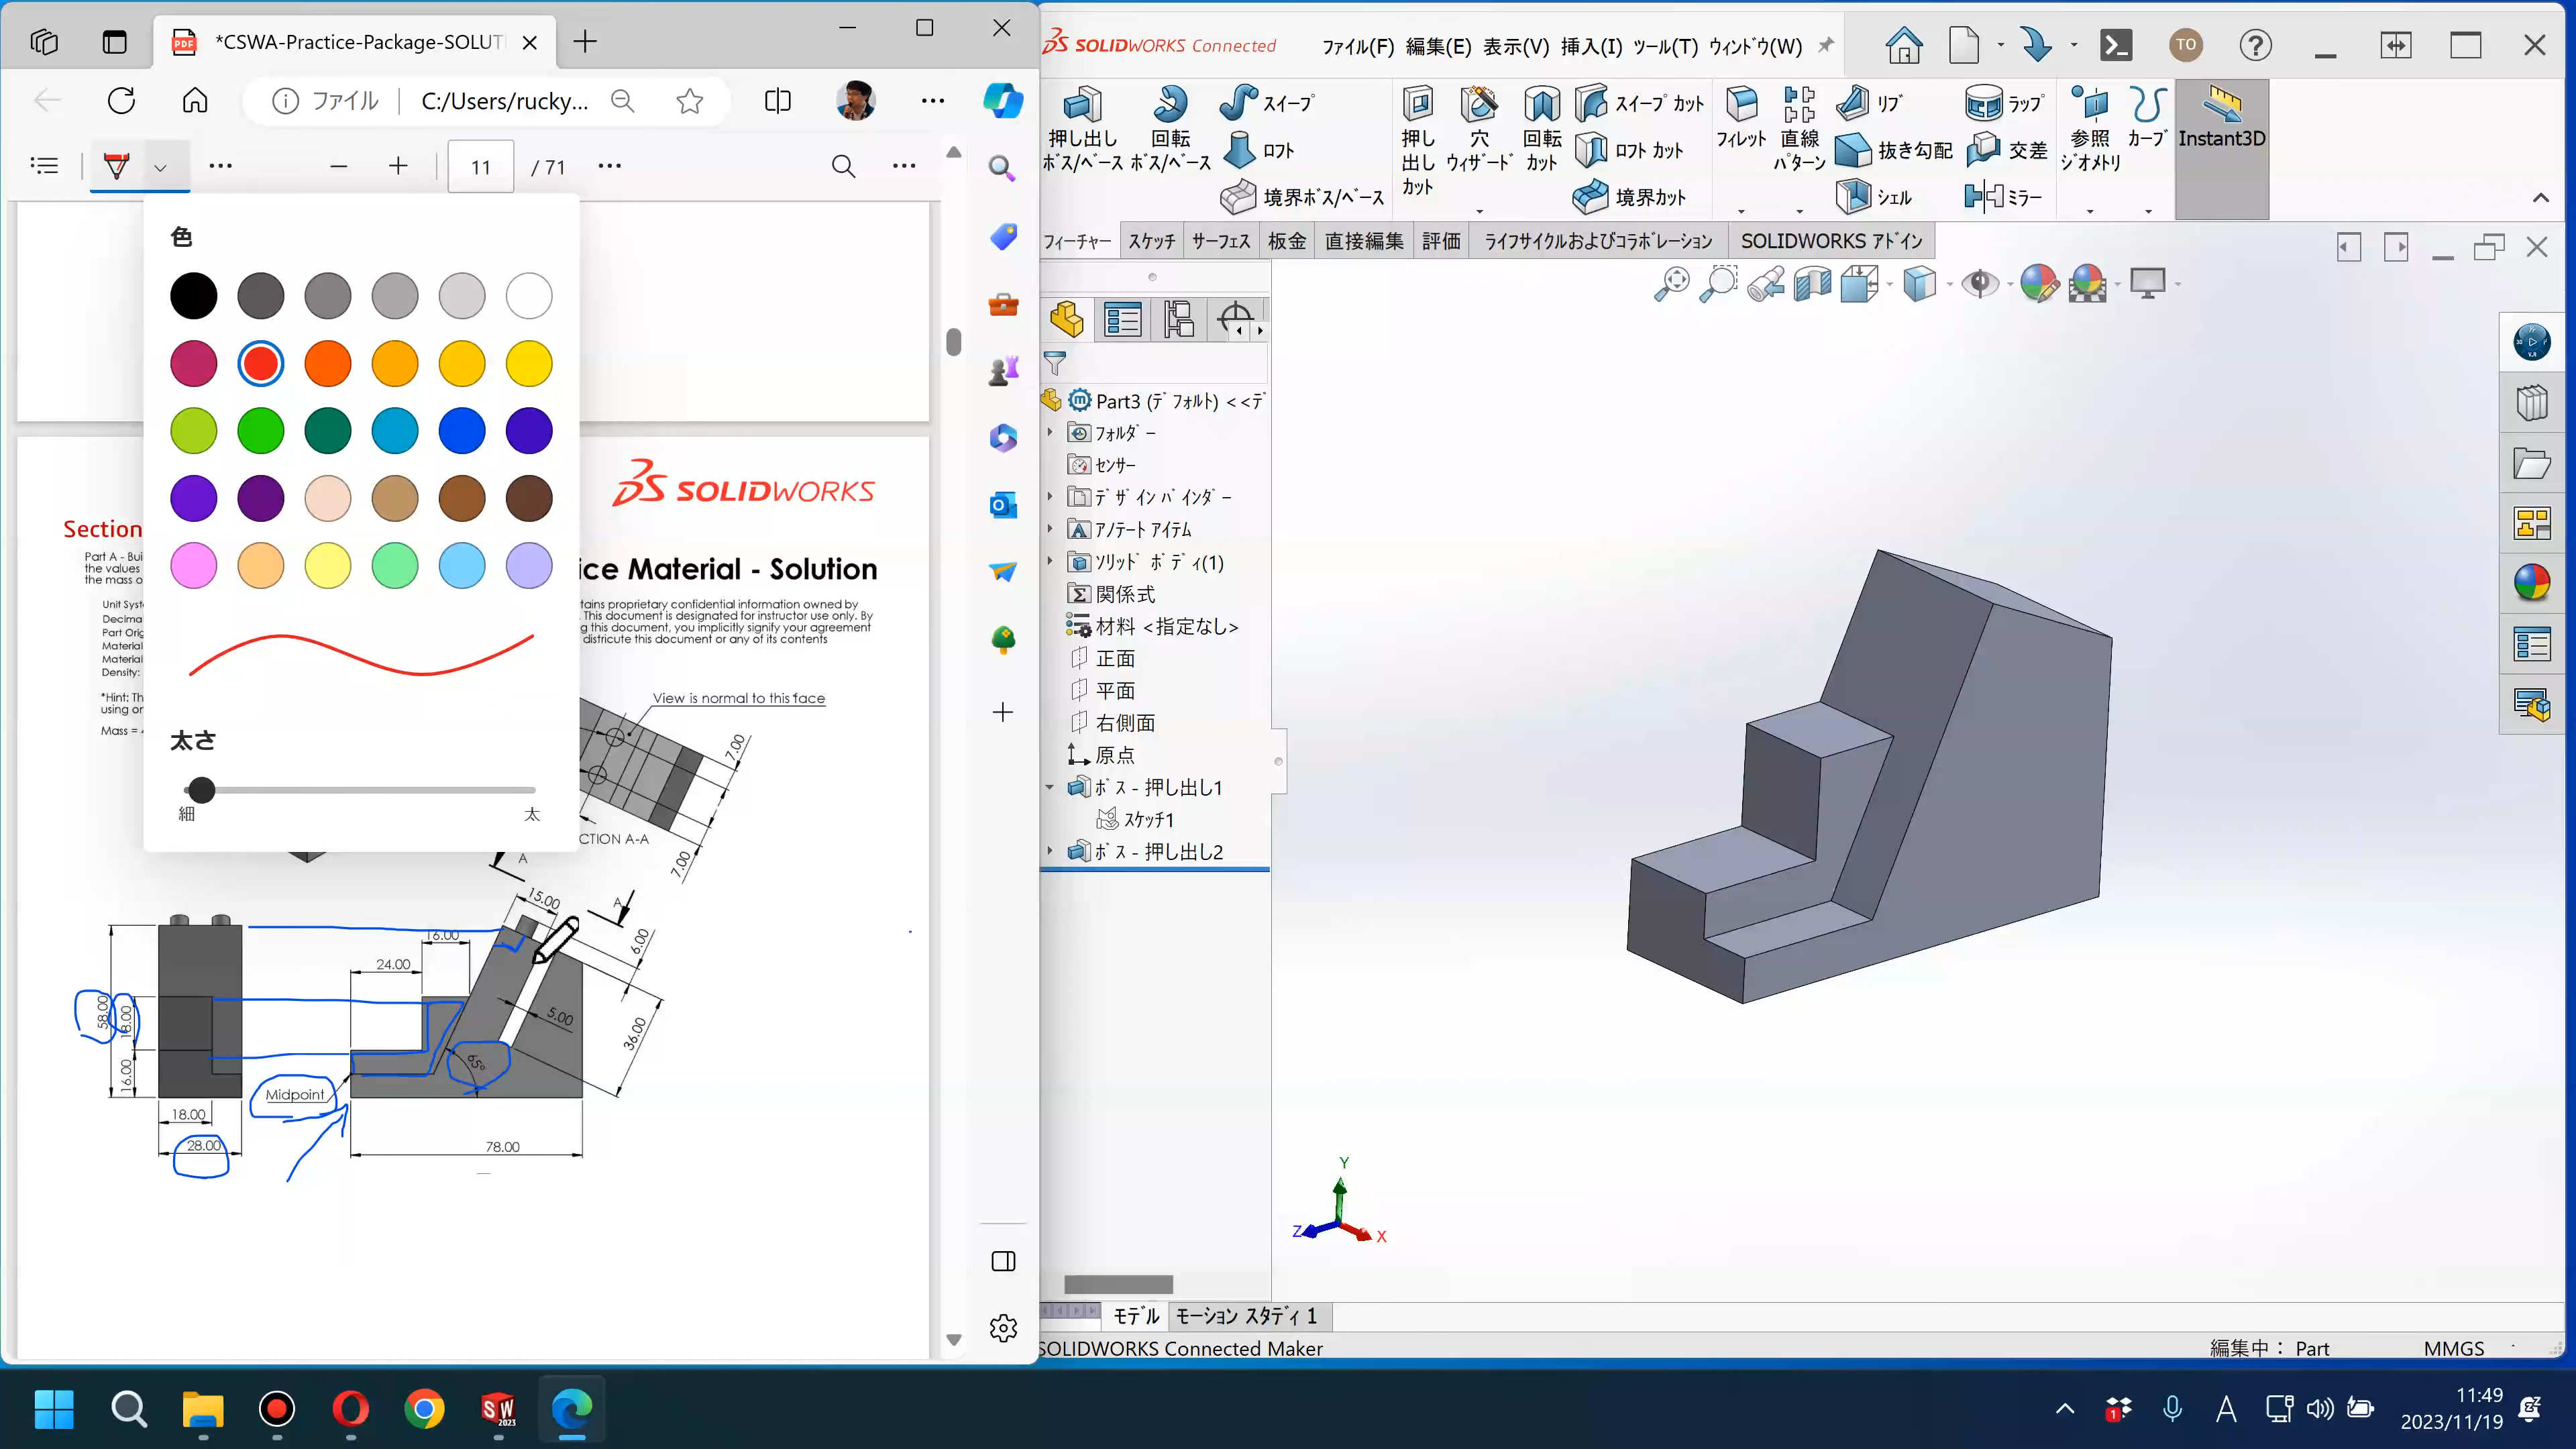 *CSWA-Practice-Package-SOLUT
ファイル
C:/Users/rucky...
11
/ 71
色
太さ
細
太
SOLIDWORKS
Section
Part A - Bui
the values
the mass o
ice Material - Solution
Unit Syst
Decima
Part Orig
Material
Material
Density:
tains proprietary confidential information owned by
This document is designated for instructor use only. By
g this document, you implicitly signify your agreement
districute this document or any of its contents
*Hint: Th
using or
Mass = 4
View is normal to this face
7.00
CTION A-A
7.00
A
15.00
A
6.00
16.00
24.00
58.00
18.00
5.00
36.00
65°
16.00
Midpoint
18.00
28.00
78.00
SOLIDWORKS Connected
ファイル(F)
編集(E)
表示(V)
挿入(I)
ツール(T)
ウィンドウ(W)
TO
押し出し
ボス/ベース
回転
ボス/ベース
スイープ
ロフト
境界ボス/ベース
押し
出し
カット
穴
ウィザード
回転
カット
スイープ カット
ロフト カット
境界カット
フィレット
直線
パターン
リブ
抜き勾配
シェル
ラップ
交差
ミラー
参照
ジオメトリ
カーブ
Instant3D
フィーチャー
スケッチ
サーフェス
板金
直接編集
評価
ライフサイクルおよびコラボレーション
SOLIDWORKS アドイン
Part3 (デフォルト) <<デ
フォルダー
センサー
デザインバインダー
アノテートアイテム
ソリッド ボディ(1)
関係式
材料 <指定なし>
正面
平面
右側面
原点
ボス - 押し出し1
スケッチ1
ボス - 押し出し2
Y
Z
X
モデル
モーション スタディ 1
SOLIDWORKS Connected Maker
編集中： Part
MMGS
SW
2023
1
A
11:49
2023/11/19